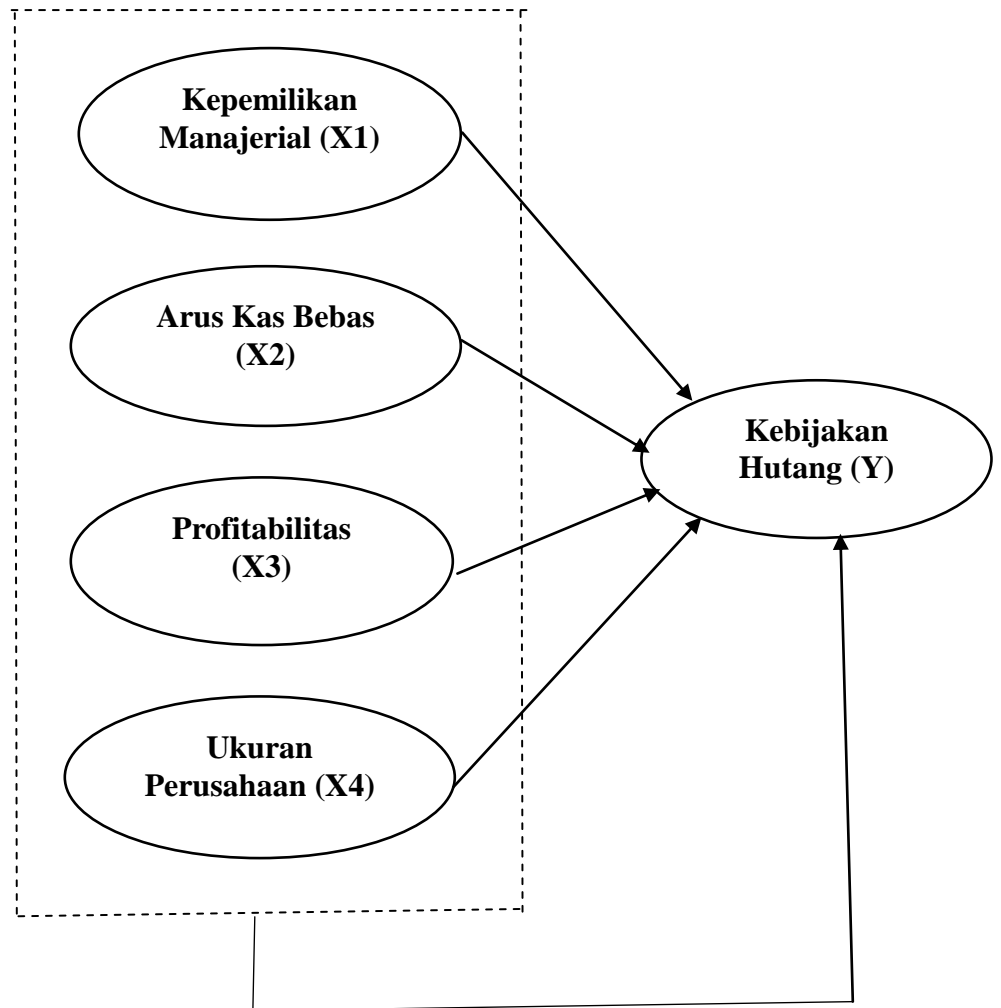 Kepemilikan
Manajerial (X1)
Arus Kas Bebas
(X2)
Kebijakan
Hutang (Y)
Profitabilitas
(X3)
Ukuran
Perusahaan (X4)